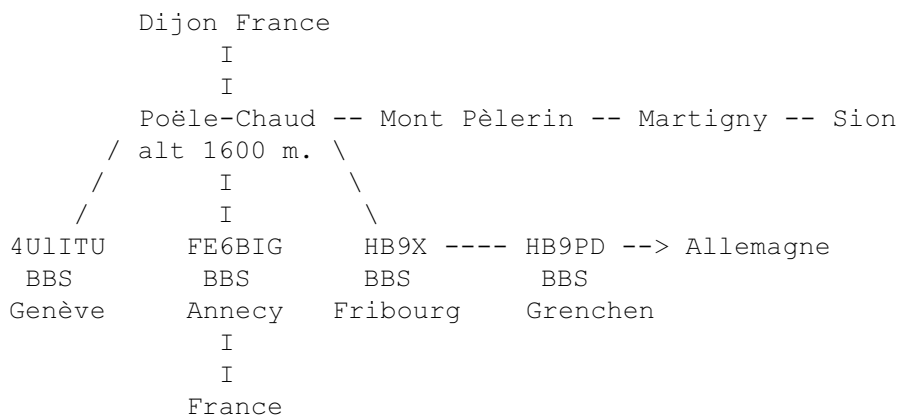 Dijon France
I
I
Poële-Chaud -- Mont Pèlerin -- Martigny -- Sion
/ alt 1600 m. \
/ I \
/ I \
4UlITU FE6BIG HB9X ---- HB9PD --> Allemagne
BBS BBS BBS BBS
Genève Annecy Fribourg Grenchen
I
I
France